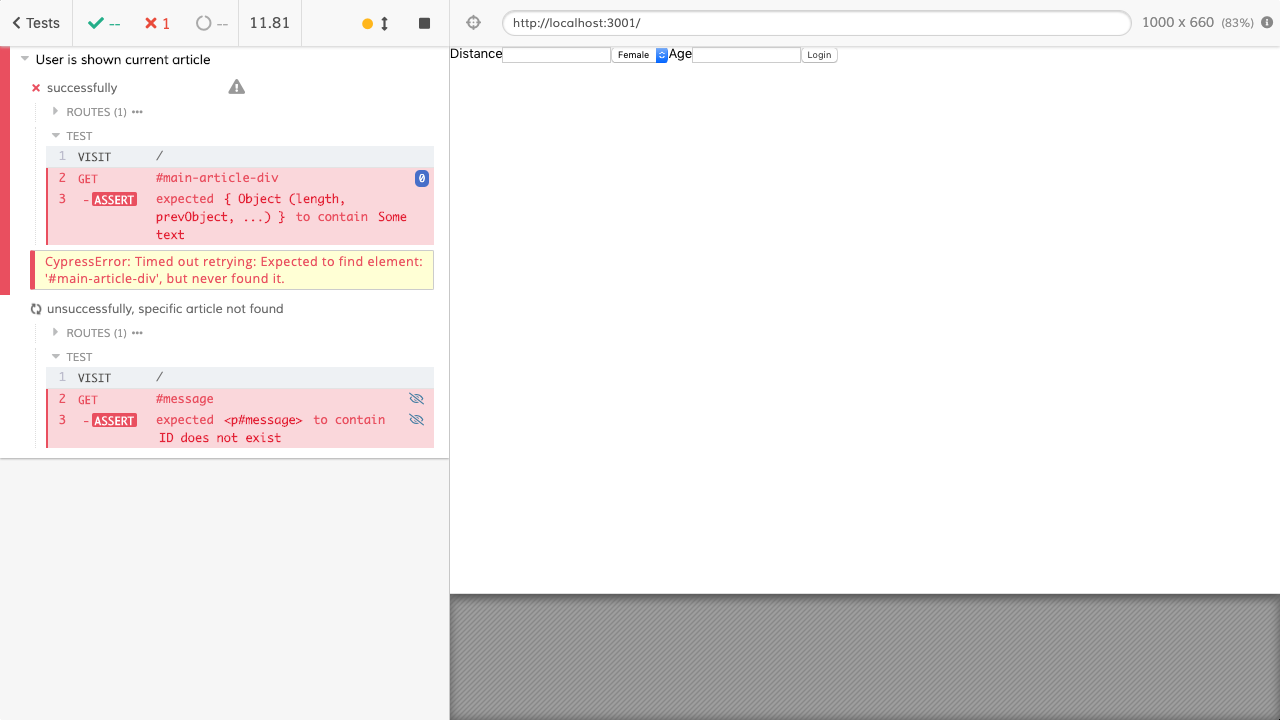 Tests -- 1 -- 11.81
http://localhost:3001/
1000 x 660 (83%)
User is shown current article
successfully
ROUTES (1)
TEST
1 VISIT /
2 GET #main-article-div 0
3 - ASSERT expected { Object (length,
prevObject, ...) } to contain Some
text
CypressError: Timed out retrying: Expected to find element:
'#main-article-div', but never found it.
unsuccessfully, specific article not found
ROUTES (1)
TEST
1 VISIT /
2 GET #message
3 - ASSERT expected <p#message> to contain
ID does not exist
Distance Female Age Login